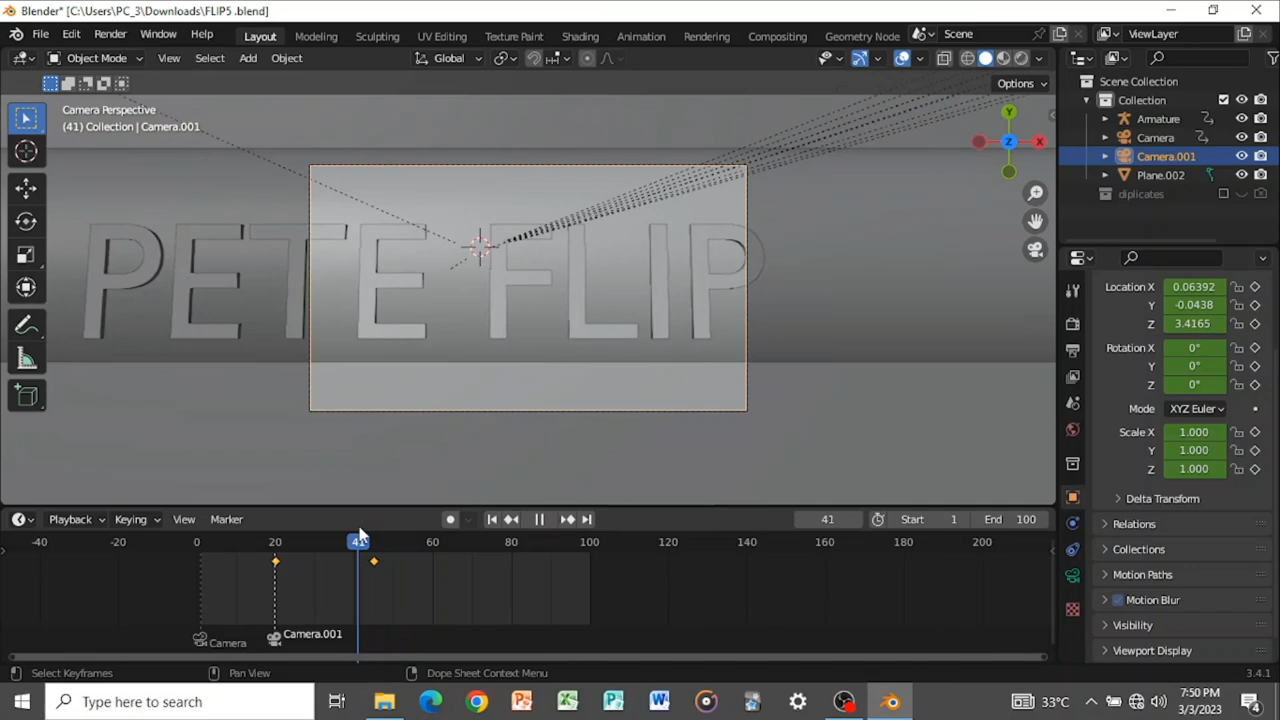 Blender* [C:\Users\PC_3\Downloads\FLIP5 .blend]
File Edit Render Window Help Layout Modeling Sculpting UV Editing Texture Paint Shading Animation Rendering Compositing Geometry Node Scene ViewLayer
Object Mode View Select Add Object Global
Options
Camera Perspective
(41) Collection | Camera.001
Y
Z
X
PETE FLIP
Scene Collection
Collection
Armature
Camera
Camera.001
Plane.002
diplicates
Location X 0.06392
Y -0.0438
Z 3.4165
Rotation X 0°
Y 0°
Z 0°
Mode XYZ Euler
Scale X 1.000
Y 1.000
Z 1.000
Delta Transform
Relations
Collections
Motion Paths
Motion Blur
Visibility
Viewport Display
Playback Keying View Marker 41 Start 1 End 100
-40 -20 0 20 41 60 80 100 120 140 160 180 200
Camera Camera.001
Select Keyframes Pan View Dope Sheet Context Menu 3.4.1
Type here to search 33°C 7:50 PM
3/3/2023 4